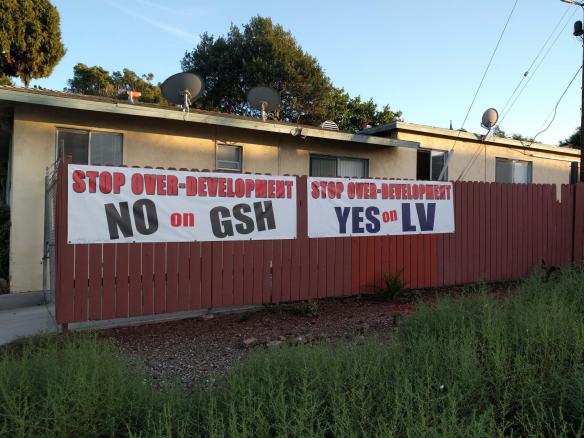 STOP OVER-DEVELOPMENT
NO on GSH
STOP OVER-DEVELOPMENT
YES on LV